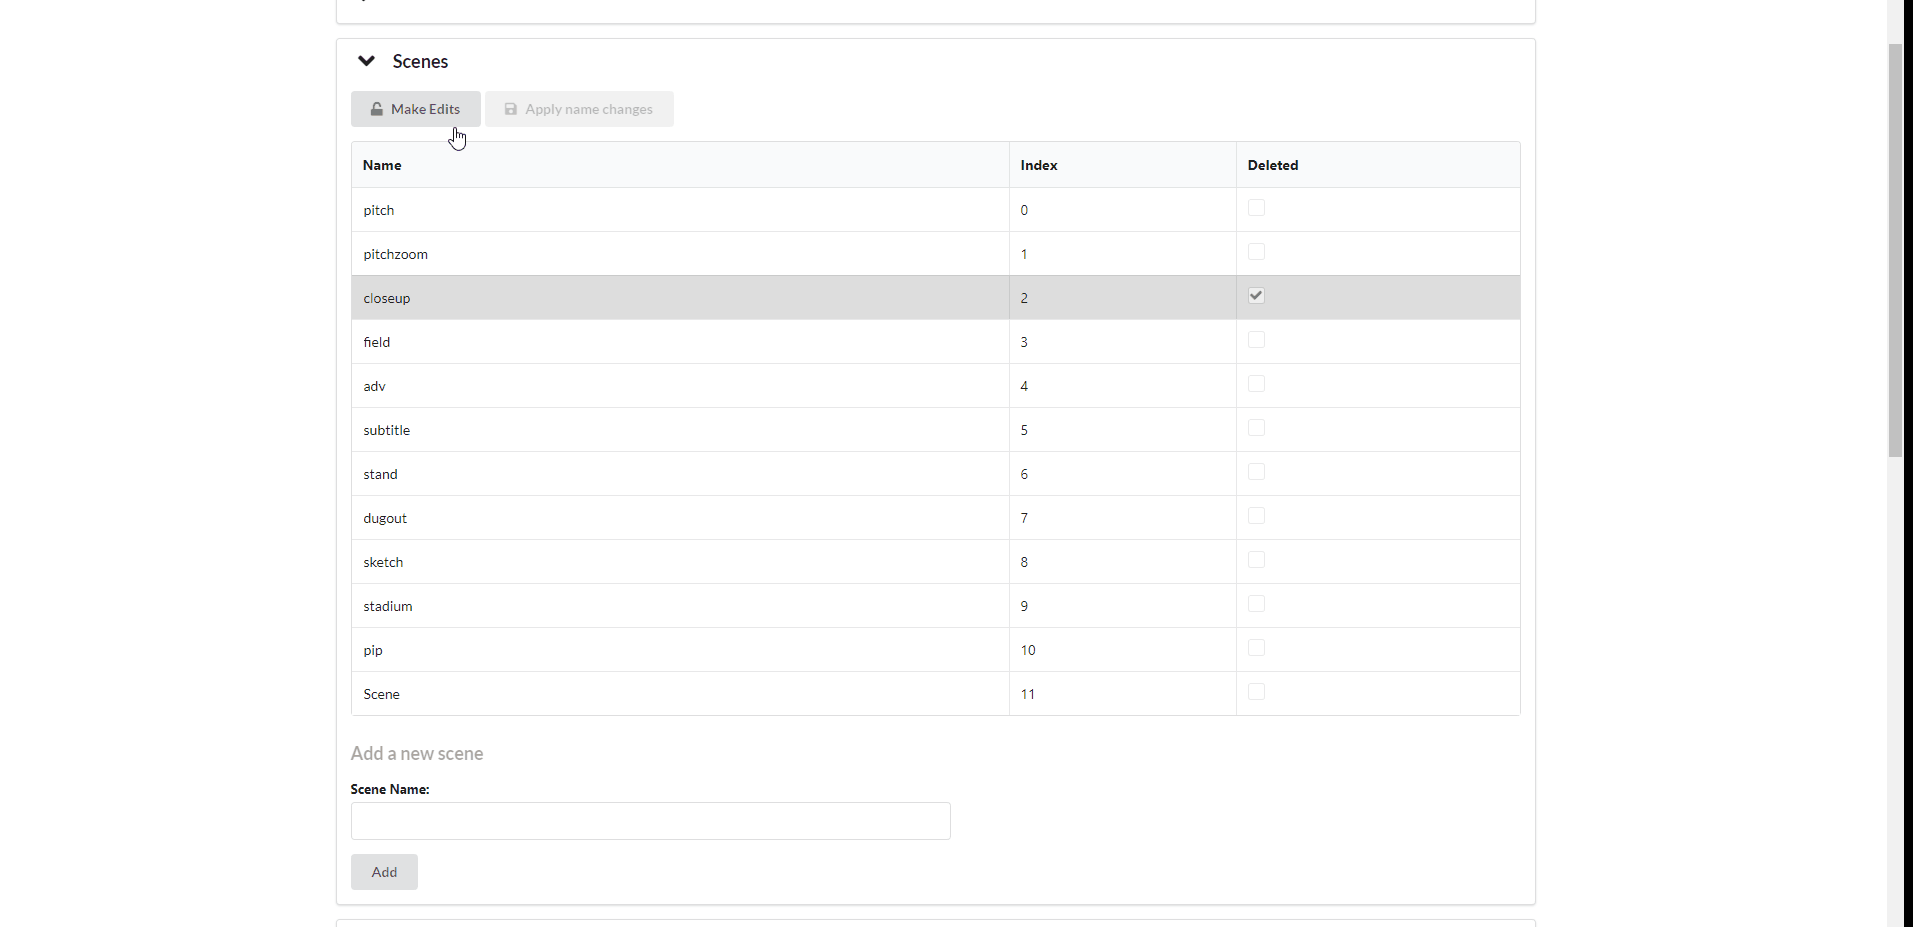 Scenes
Make Edits Apply name changes
Name Index Deleted
pitch 0
pitchzoom 1
closeup 2
field 3
adv 4
subtitle 5
stand 6
dugout 7
sketch 8
stadium 9
pip 10
Scene 11
Add a new scene
Scene Name:
Add